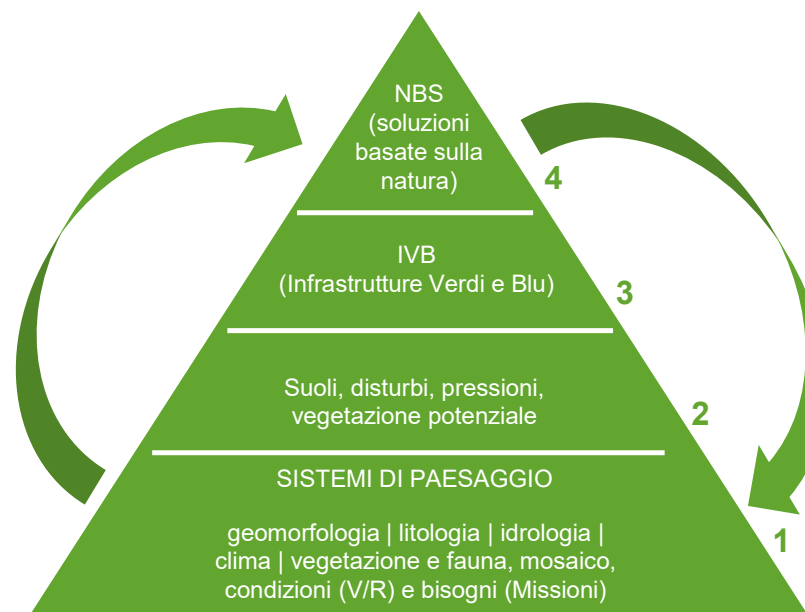 NBS
(soluzioni
basate sulla
natura)
4
IVB
(Infrastrutture Verdi e Blu)
3
Suoli, disturbi, pressioni,
vegetazione potenziale
2
SISTEMI DI PAESAGGIO
geomorfologia | litologia | idrologia |
clima | vegetazione e fauna, mosaico,
condizioni (V/R) e bisogni (Missioni)
1